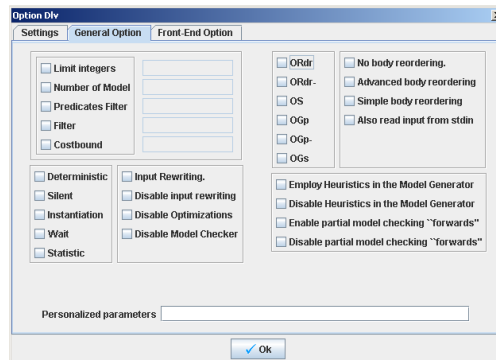 Option Dlv
Settings
General Option
Front-End Option
Limit integers
Number of Model
Predicates Filter
Filter
Costbound
ORdr
ORdr-
OS
OGp
OGp-
OGs
No body reordering.
Advanced body reordering
Simple body reordering
Also read input from stdin
Deterministic
Silent
Instantiation
Wait
Statistic
Input Rewriting.
Disable input rewriting
Disable Optimizations
Disable Model Checker
Employ Heuristics in the Model Generator
Disable Heuristics in the Model Generator
Enable partial model checking ``forwards''
Disable partial model checking ``forwards''
Personalized parameters
Ok